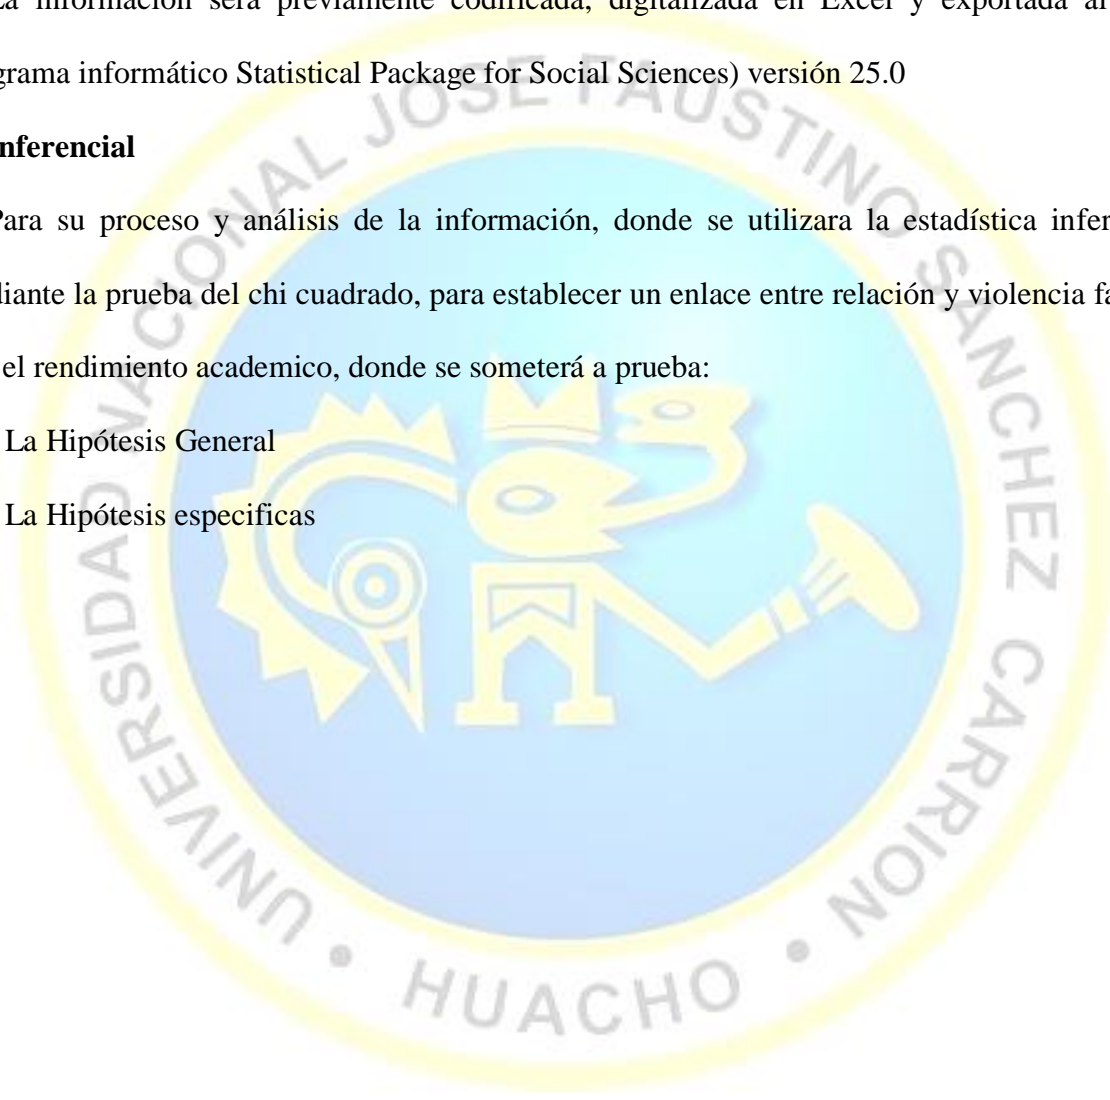 La información será previamente codificada, digitalizada en Excel y exportada al
grama informático Statistical Package for Social Sciences) versión 25.0
nferencial
Para su proceso y análisis de la información, donde se utilizara la estadística infer
diante la prueba del chi cuadrado, para establecer un enlace entre relación y violencia fa
el rendimiento academico, donde se someterá a prueba:
La Hipótesis General
La Hipótesis especificas
UNIVERSIDAD NACIONAL JOSE FAUSTINO SANCHEZ CARRION • HUACHO •